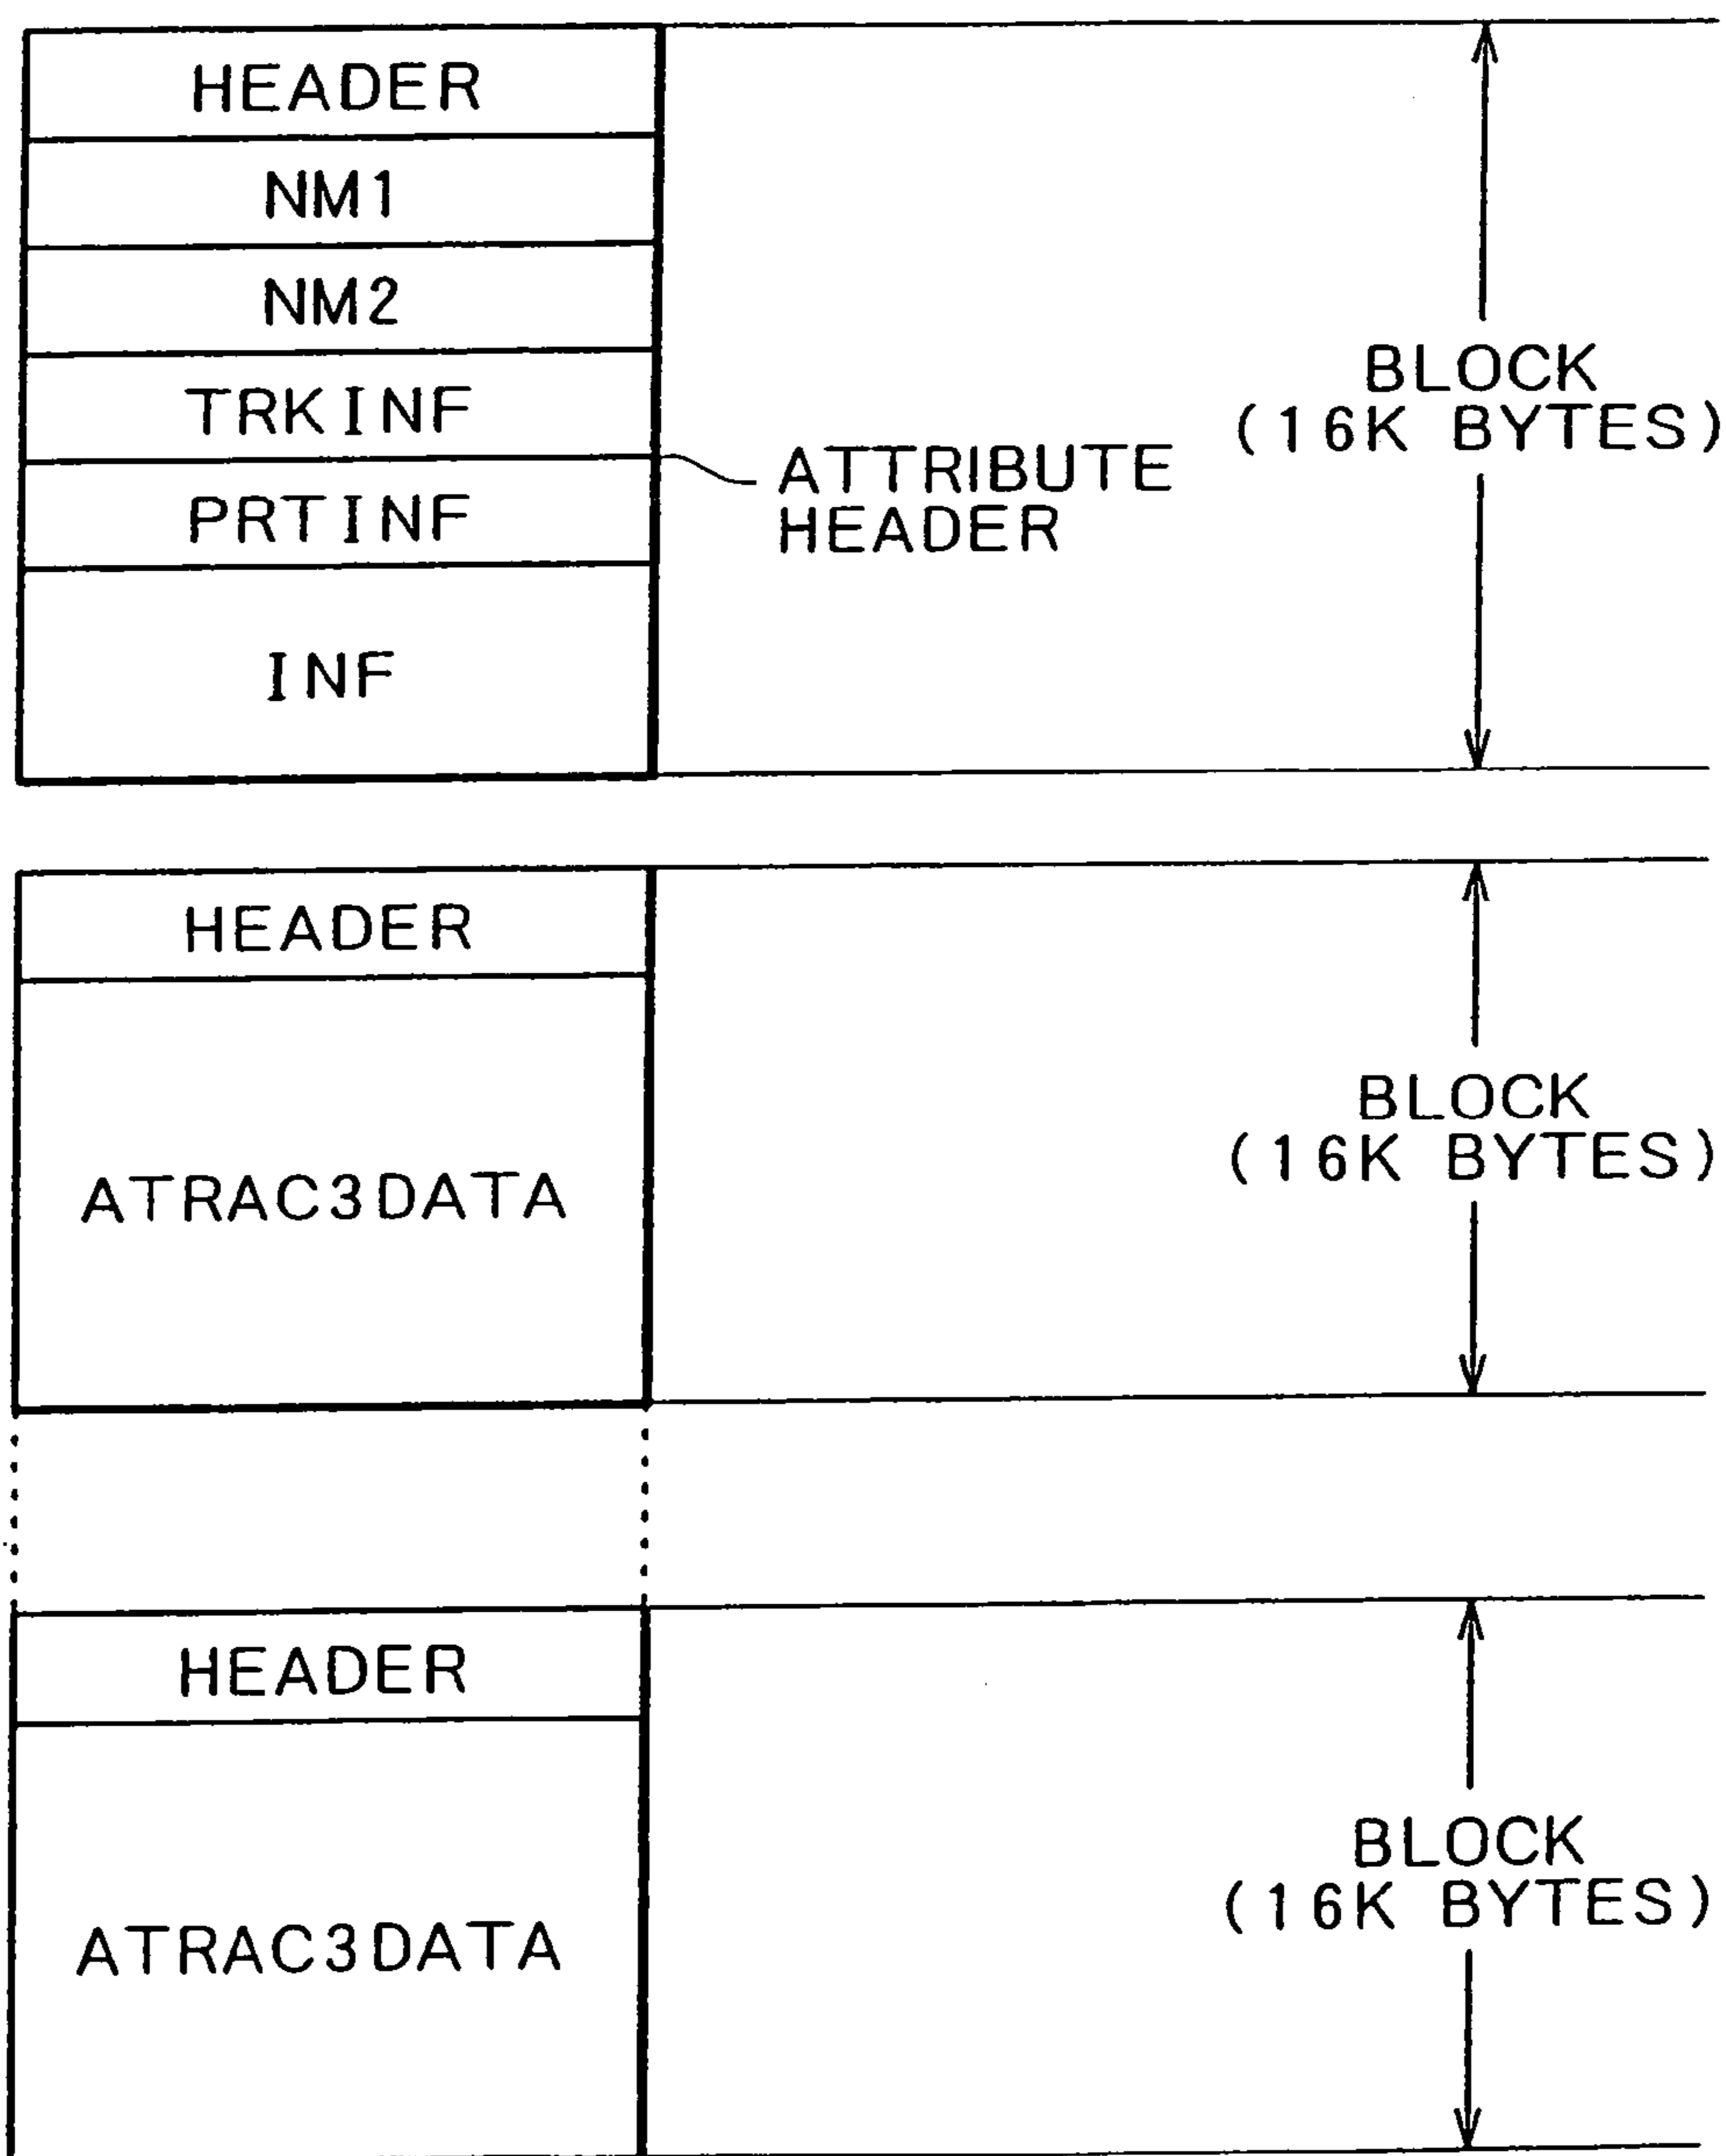 HEADER
NM1
NM2
TRKINF
PRTINF
INF
ATTRIBUTE
HEADER
BLOCK
(16K BYTES)
HEADER
ATRAC3DATA
BLOCK
(16K BYTES)
HEADER
ATRAC3DATA
BLOCK
(16K BYTES)